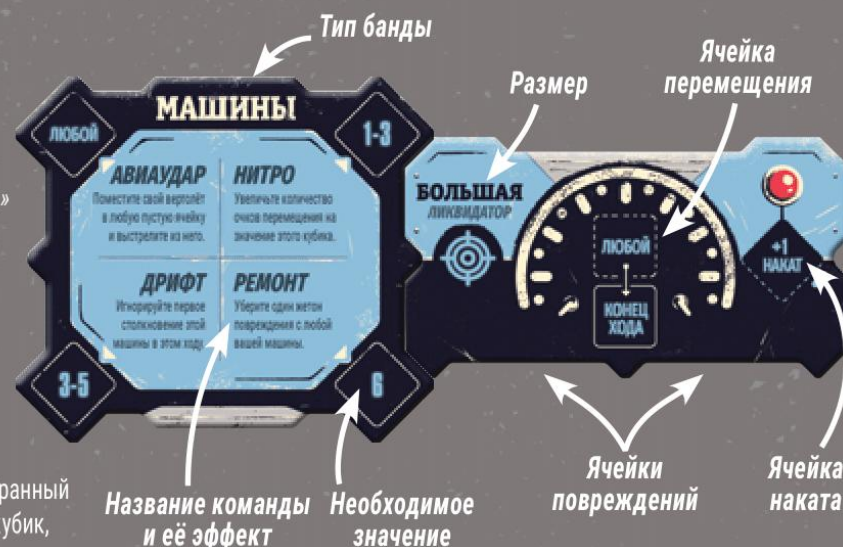 Тип банды
Размер
Ячейка
перемещения
»
МАШИНЫ
ЛЮБОЙ
1-3
АВИАУДАР
Поместите свой вертолёт
в любую пустую ячейку
и выстрелите из него.
НИТРО
Увеличьте количество
очков перемещения на
значение этого кубика.
ДРИФТ
Игнорируйте первое
столкновение этой
машины в этом ходу.
РЕМОНТ
Уберите один жетон
повреждения с любой
вашей машины.
3-5
6
БОЛЬШАЯ
ЛИКВИДАТОР
ЛЮБОЙ
КОНЕЦ
ХОДА
+1
НАКАТ
ранный
кубик,
Название команды
и её эффект
Необходимое
значение
Ячейки
повреждений
Ячейка
наката